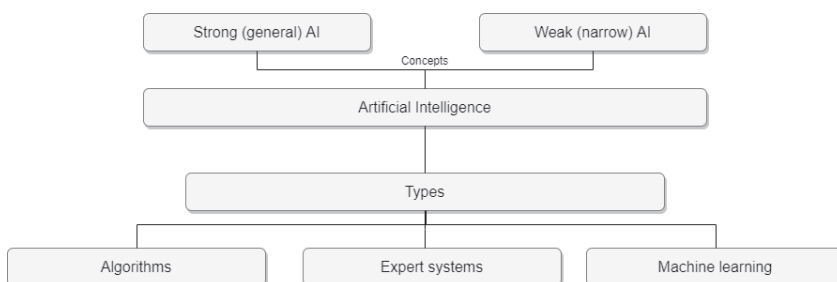 Strong (general) AI
Weak (narrow) AI
Concepts
Artificial Intelligence
Types
Algorithms
Expert systems
Machine learning